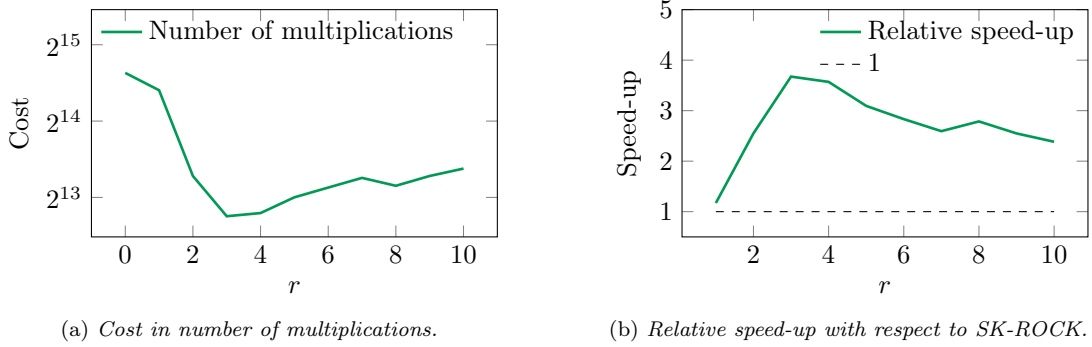 2^15
2^14
2^13
Cost
Number of multiplications
0 2 4 6 8 10
r
(a) Cost in number of multiplications.
5
4
3
2
1
Speed-up
Relative speed-up
1
2 4 6 8 10
r
(b) Relative speed-up with respect to SK-ROCK.